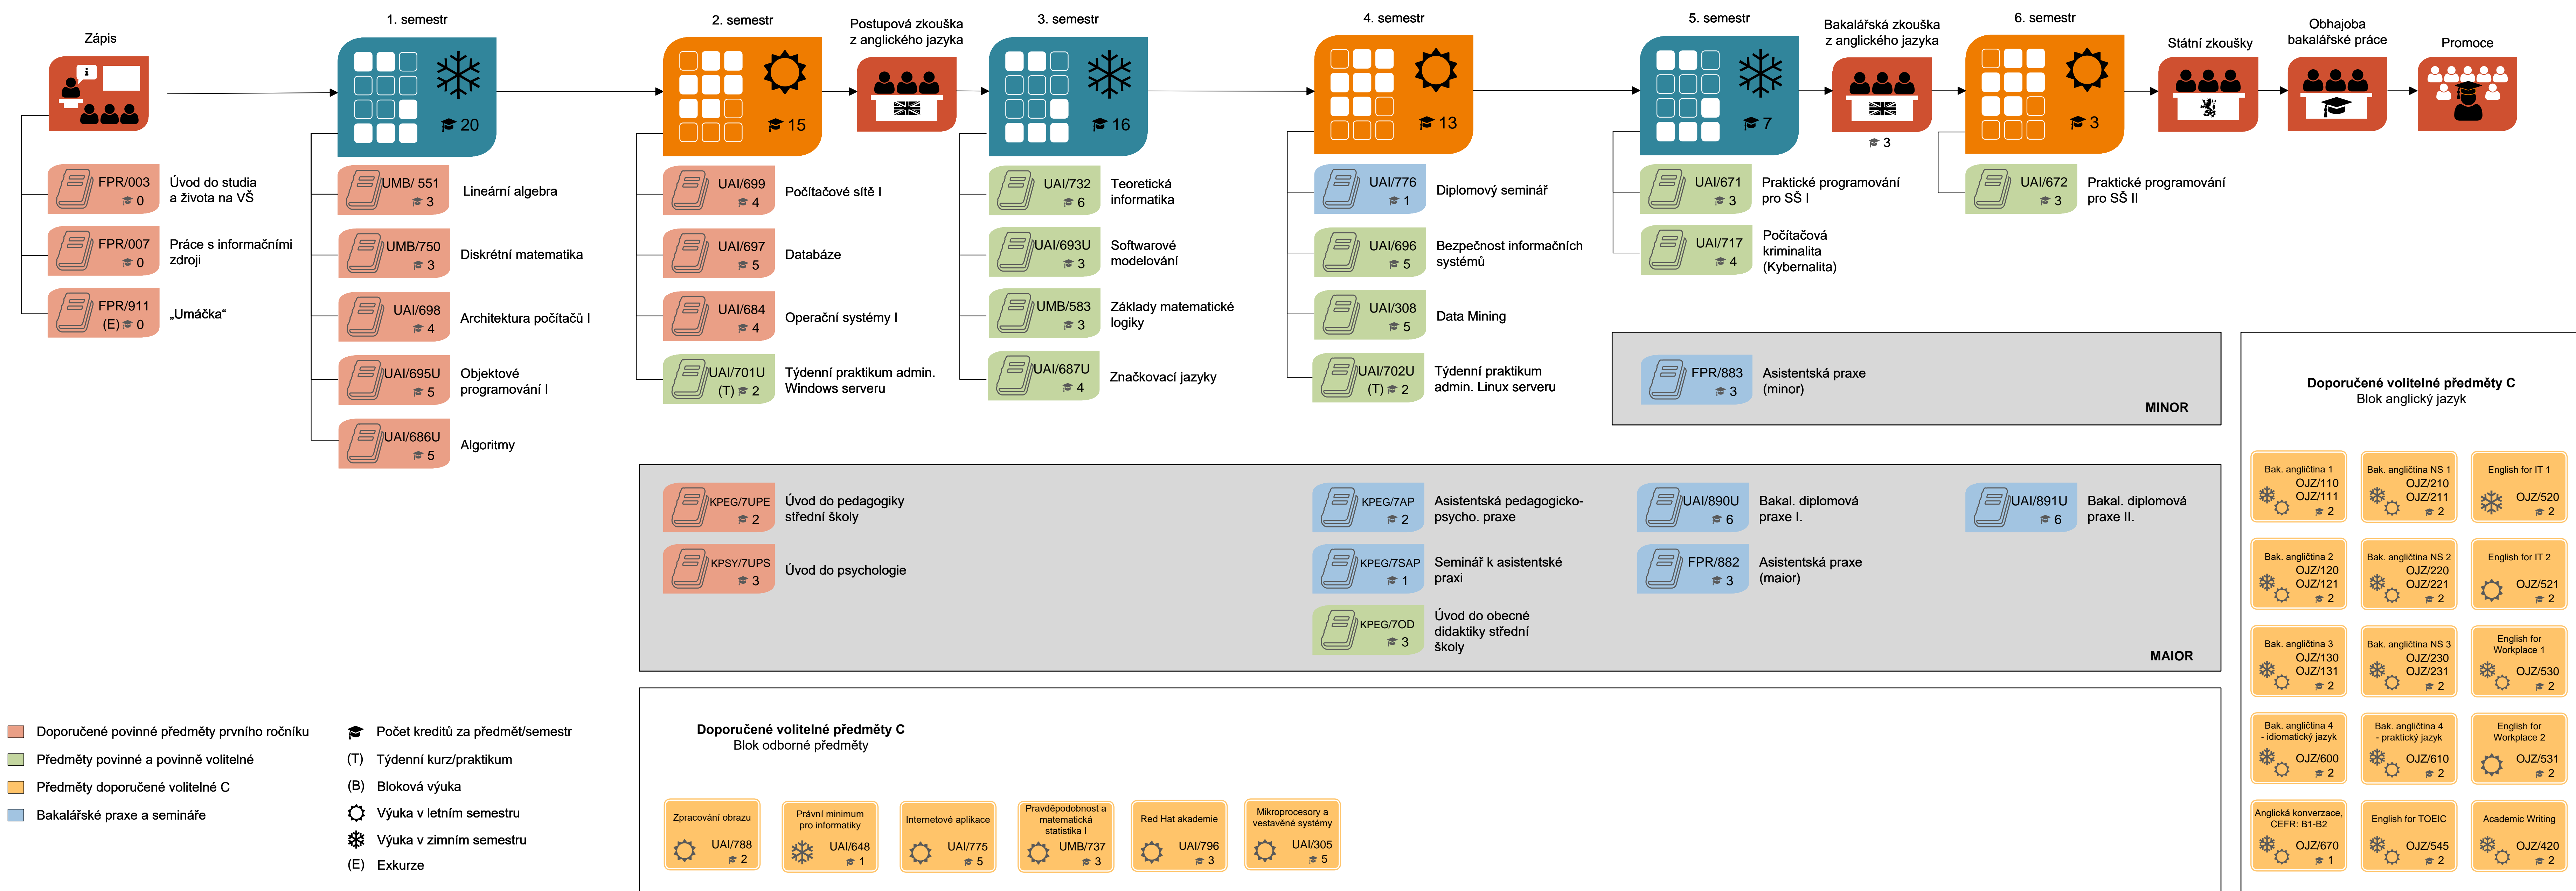 Zápis
1. semestr
2. semestr
Postupová zkouška
z anglického jazyka
3. semestr
4. semestr
5. semestr
Bakalářská zkouška
z anglického jazyka
6. semestr
Státní zkoušky
Obhajoba
bakalářské práce
Promoce
i
20
15
16
13
7
3
3
FPR/003
0
Úvod do studia
a života na VŠ
FPR/007
0
Práce s informačními
zdroji
FPR/911
(E) 0
„Umáčka“
UMB/ 551
3
Lineární algebra
UMB/750
3
Diskrétní matematika
UAI/698
4
Architektura počítačů I
UAI/695U
5
Objektové
programování I
UAI/686U
5
Algoritmy
UAI/699
4
Počítačové sítě I
UAI/697
5
Databáze
UAI/684
4
Operační systémy I
UAI/701U
(T) 2
Týdenní praktikum admin.
Windows serveru
UAI/732
6
Teoretická
informatika
UAI/693U
3
Softwarové
modelování
UMB/583
3
Základy matematické
logiky
UAI/687U
4
Značkovací jazyky
UAI/776
1
Diplomový seminář
UAI/696
5
Bezpečnost informačních
systémů
UAI/308
5
Data Mining
UAI/702U
(T) 2
Týdenní praktikum
admin. Linux serveru
UAI/671
3
Praktické programování
pro SŠ I
UAI/717
4
Počítačová
kriminalita
(Kybernalita)
UAI/672
3
Praktické programování
pro SŠ II
FPR/883
3
Asistentská praxe
(minor)
MINOR
KPEG/7UPE
2
Úvod do pedagogiky
střední školy
KPSY/7UPS
3
Úvod do psychologie
KPEG/7AP
2
Asistentská pedagogicko-
psycho. praxe
KPEG/7SAP
1
Seminář k asistentské
praxi
KPEG/7OD
3
Úvod do obecné
didaktiky střední
školy
UAI/890U
6
Bakal. diplomová
praxe I.
FPR/882
3
Asistentská praxe
(maior)
UAI/891U
6
Bakal. diplomová
praxe II.
MAIOR
Doporučené povinné předměty prvního ročníku
Předměty povinné a povinně volitelné
Předměty doporučené volitelné C
Bakalářské praxe a semináře
Počet kreditů za předmět/semestr
(T) Týdenní kurz/praktikum
(B) Bloková výuka
Výuka v letním semestru
Výuka v zimním semestru
(E) Exkurze
Doporučené volitelné předměty C
Blok odborné předměty
Zpracování obrazu
UAI/788
2
Právní minimum
pro informatiky
UAI/648
1
Internetové aplikace
UAI/775
5
Pravděpodobnost a
matematická
statistika I
UMB/737
3
Red Hat akademie
UAI/796
3
Mikroprocesory a
vestavěné systémy
UAI/305
5
Doporučené volitelné předměty C
Blok anglický jazyk
Bak. angličtina 1
OJZ/110
OJZ/111
2
Bak. angličtina NS 1
OJZ/210
OJZ/211
2
English for IT 1
OJZ/520
2
Bak. angličtina 2
OJZ/120
OJZ/121
2
Bak. angličtina NS 2
OJZ/220
OJZ/221
2
English for IT 2
OJZ/521
2
Bak. angličtina 3
OJZ/130
OJZ/131
2
Bak. angličtina NS 3
OJZ/230
OJZ/231
2
English for
Workplace 1
OJZ/530
2
Bak. angličtina 4
- idiomatický jazyk
OJZ/600
2
Bak. angličtina 4
- praktický jazyk
OJZ/610
2
English for
Workplace 2
OJZ/531
2
Anglická konverzace,
CEFR: B1-B2
OJZ/670
1
English for TOEIC
OJZ/545
2
Academic Writing
OJZ/420
2